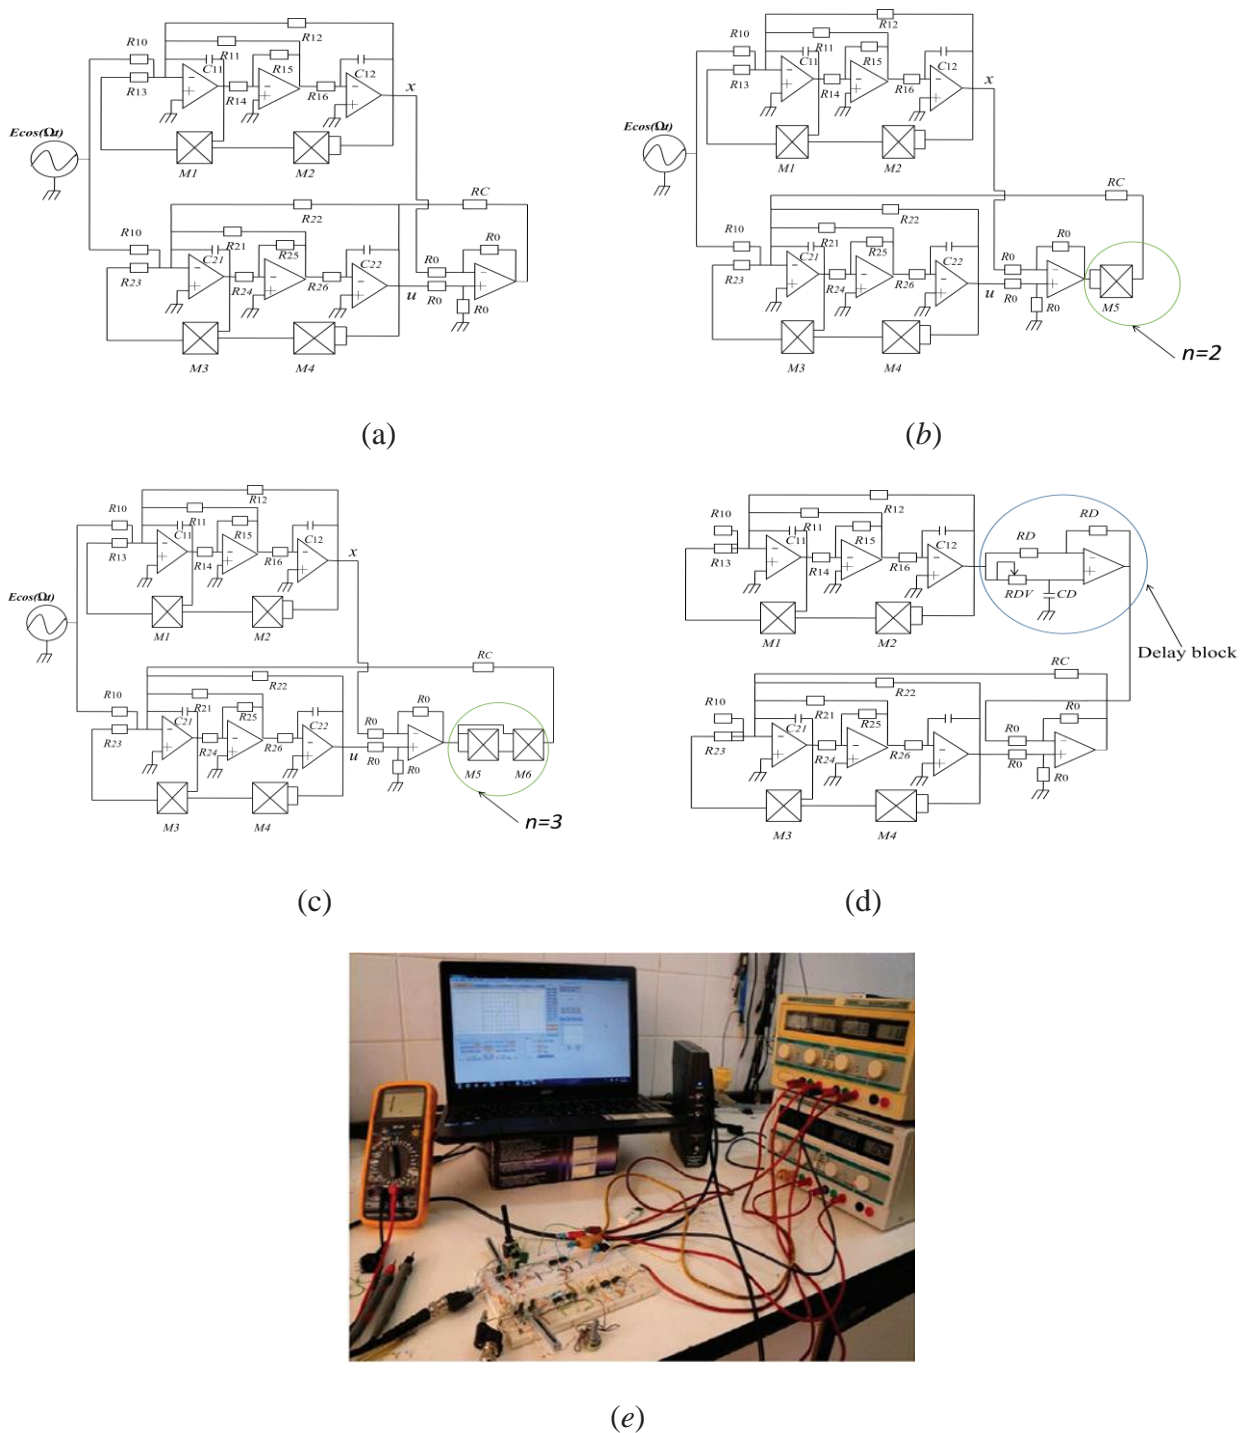 R12
R10
R11
R15
C11
C12
R13
R14
R16
x
Ecos(Ωt)
M1
M2
RC
R22
R10
R21
R25
R0
C21
C22
R0
R23
R24
R26
u
R0
R0
M3
M4
(a)
R12
R10
R11
R15
C11
C12
R13
R14
R16
x
Ecos(Ωt)
M1
M2
RC
R22
R10
R21
R25
R0
C21
C22
R0
R23
R24
R26
u
R0
R0
M5
M3
M4
n=2
(b)
R12
R10
R11
R15
C11
C12
R13
R14
R16
x
Ecos(Ωt)
M1
M2
RC
R22
R10
R21
R25
R0
C21
C22
R0
R23
R24
R26
u
R0
R0
M5
M6
M3
M4
n=3
(c)
R12
R10
R11
R15
C11
C12
R13
R14
R16
RD
RD
RDV
CD
M1
M2
Delay block
RC
R22
R10
R21
R25
R0
C21
R0
R23
R24
R26
R0
R0
M3
M4
(d)
(e)